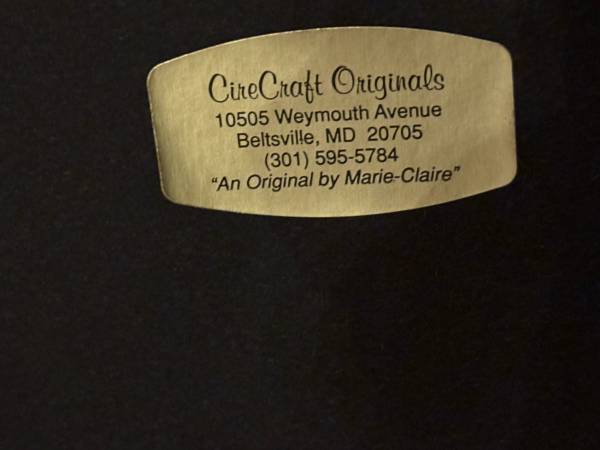 CireCraft Originals
10505 Weymouth Avenue
Beltsville, MD 20705
(301) 595-5784
"An Original by Marie-Claire"